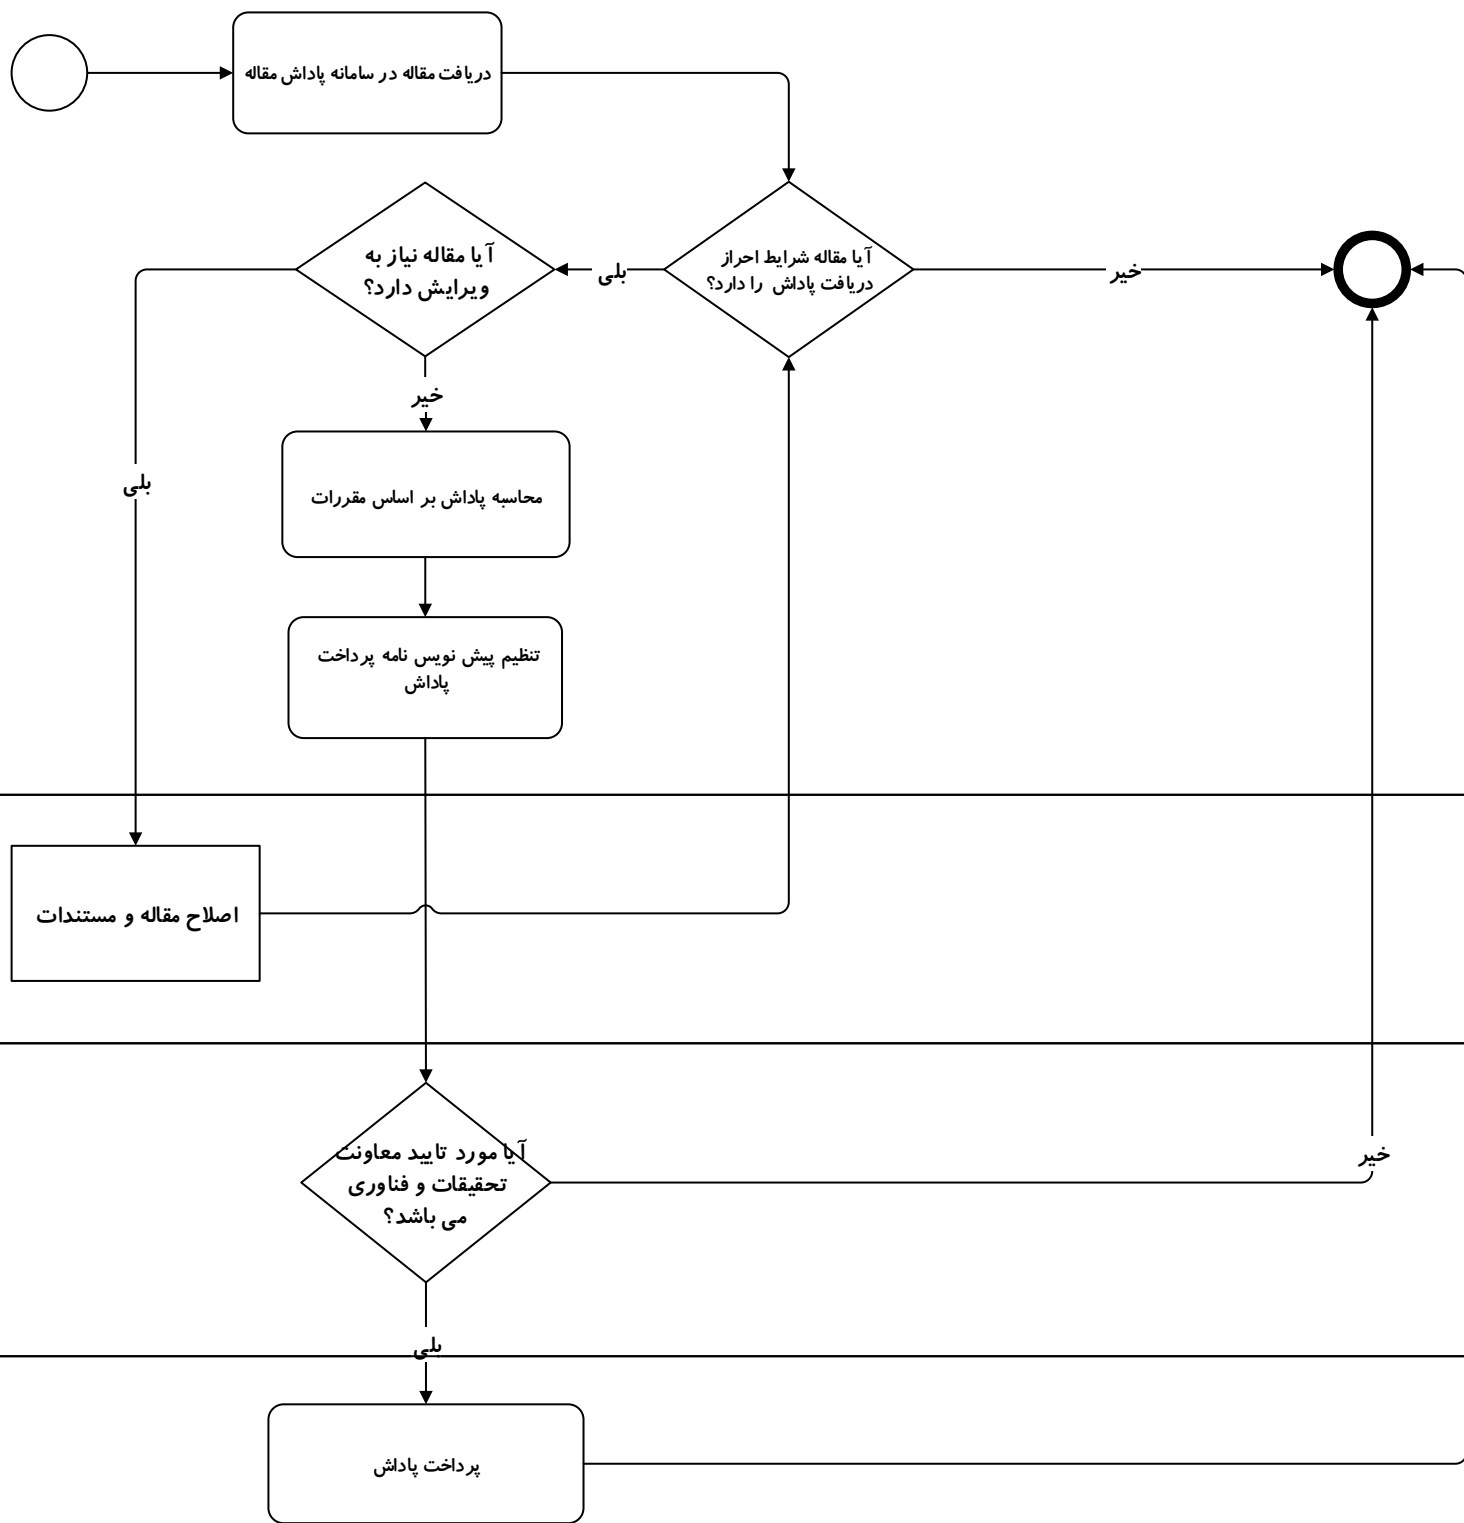 دریافت مقاله در سامانه پاداش مقاله
آیا مقاله شرایط احراز
دریافت پاداش را دارد؟
خیر
بلی
آیا مقاله نیاز به
ویرایش دارد؟
خیر
بلی
محاسبه پاداش بر اساس مقررات
تنظیم پیش نویس نامه پرداخت
پاداش
اصلاح مقاله و مستندات
آیا مورد تایید معاونت
تحقیقات و فناوری
می باشد؟
خیر
بلی
پرداخت پاداش